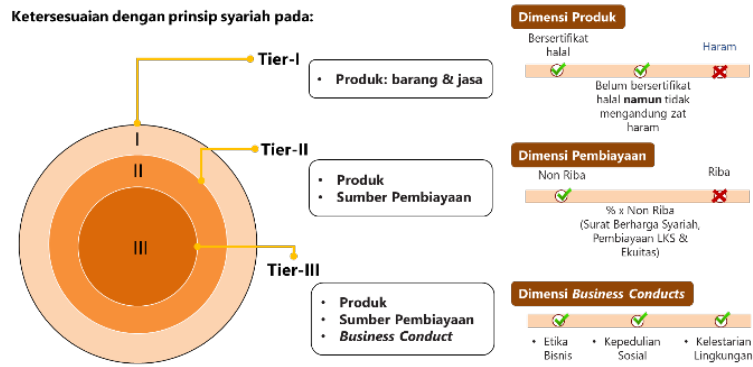 Ketersesuaian dengan prinsip syariah pada:
Tier-I
• Produk: barang & jasa
I
II
III
Tier-II
• Produk
• Sumber Pembiayaan
Tier-III
• Produk
• Sumber Pembiayaan
• Business Conduct
Dimensi Produk
Bersertifikat
halal
Haram
Belum bersertifikat
halal namun tidak
mengandung zat
haram
Dimensi Pembiayaan
Non Riba
Riba
% x Non Riba
(Surat Berharga Syariah,
Pembiayaan LKS &
Ekuitas)
Dimensi Business Conducts
• Etika
Bisnis
• Kepedulian
Sosial
• Kelestarian
Lingkungan